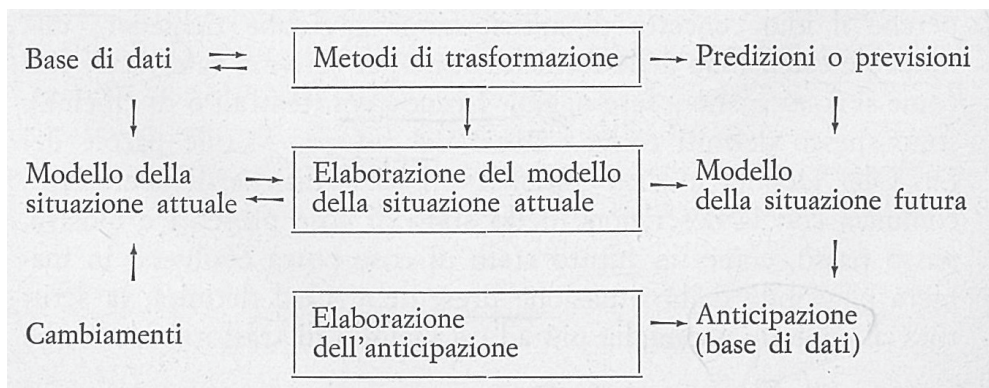 Base di dati
Metodi di trasformazione
Predizioni o previsioni
Modello della
situazione attuale
Elaborazione del modello
della situazione attuale
Modello
della situazione futura
Cambiamenti
Elaborazione
dell'anticipazione
Anticipazione
(base di dati)